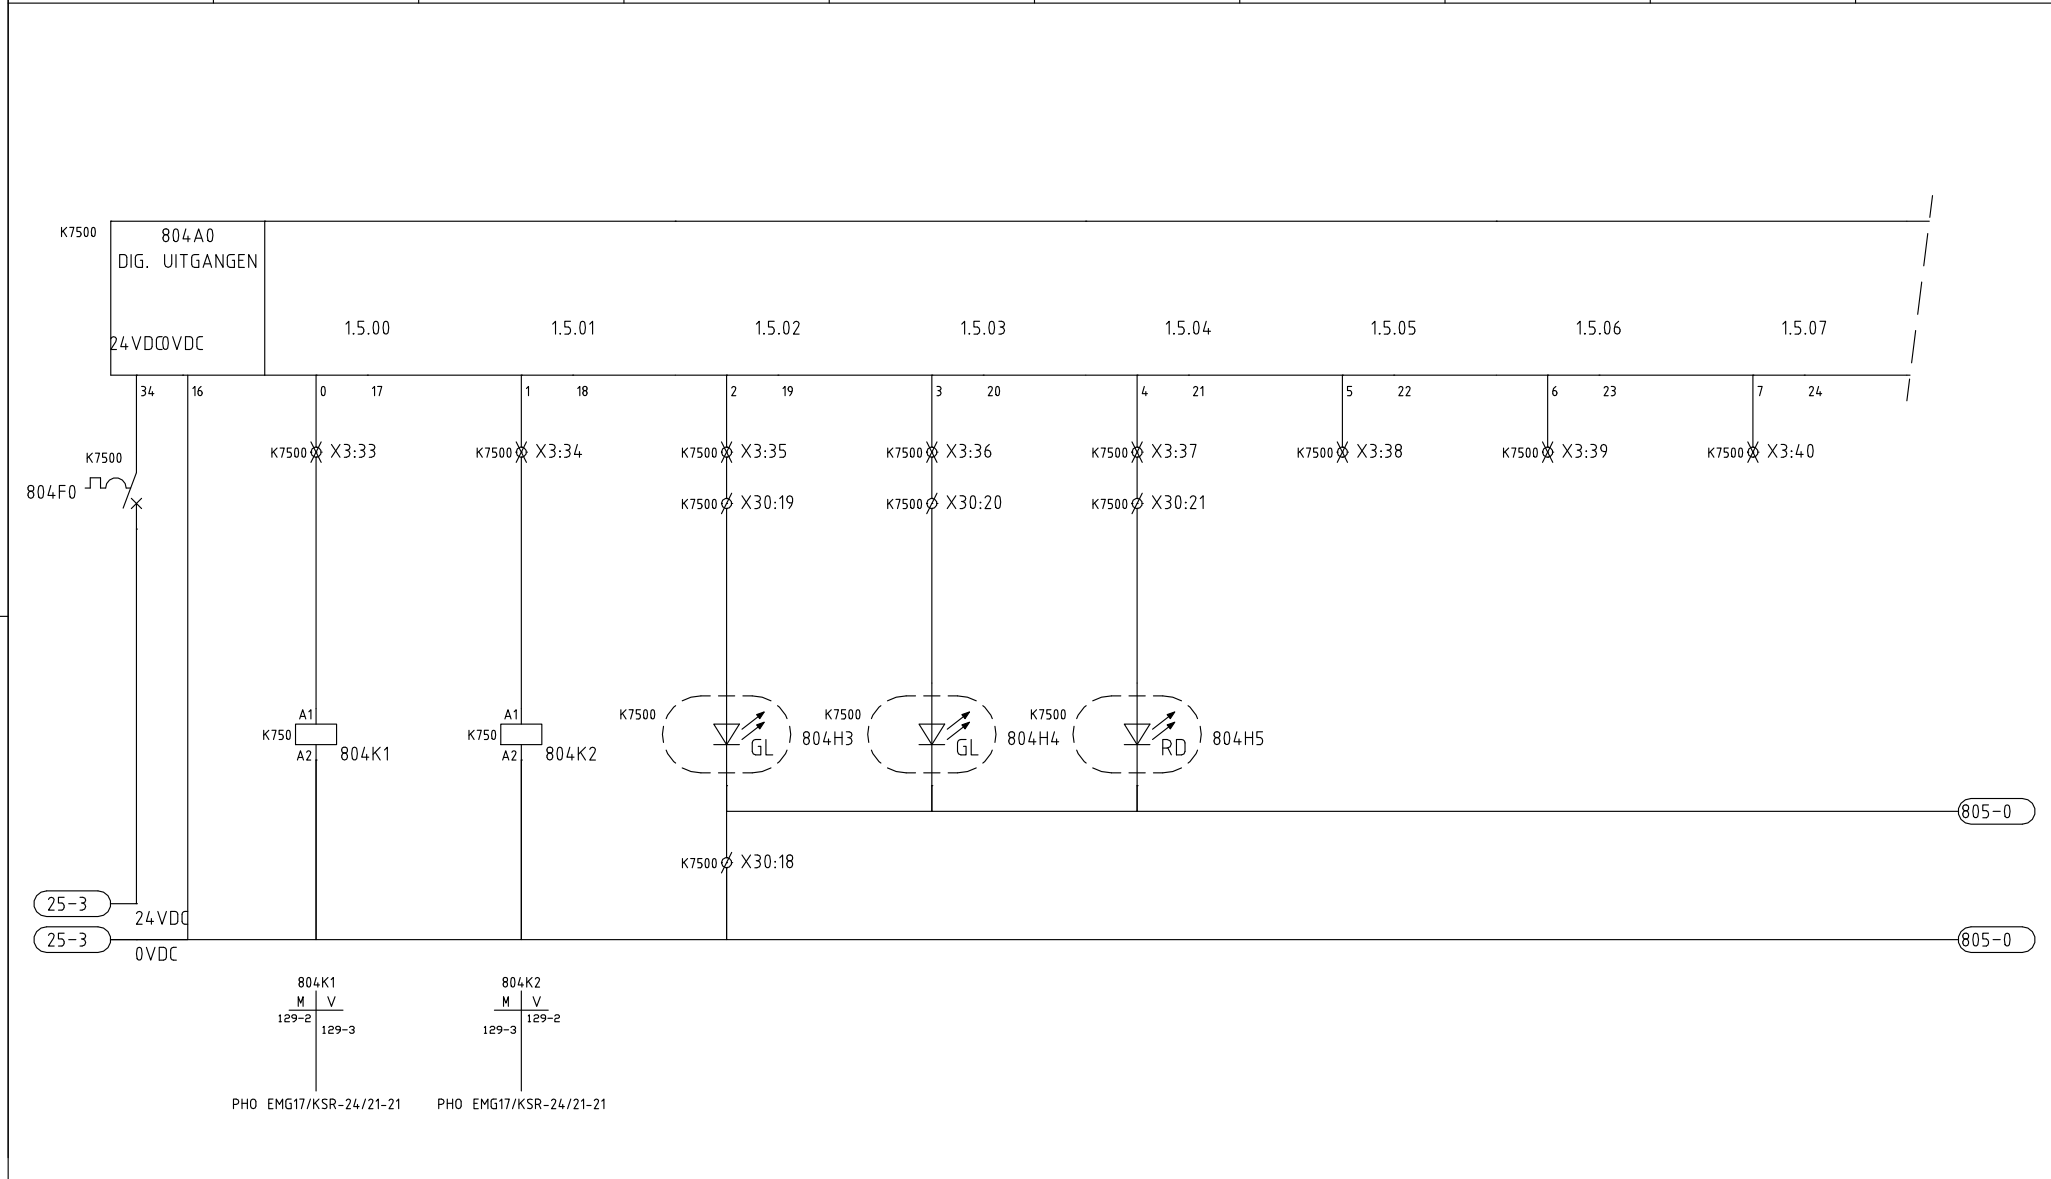 K7500
804A0
DIG. UITGANGEN
24VDC 0VDC
1.5.00 1.5.01 1.5.02 1.5.03 1.5.04 1.5.05 1.5.06 1.5.07
34 16 0 17 1 18 2 19 3 20 4 21 5 22 6 23 7 24
K7500 X3:33 K7500 X3:34 K7500 X3:35 K7500 X3:36 K7500 X3:37 K7500 X3:38 K7500 X3:39 K7500 X3:40
K7500
804F0
K7500 X30:19 K7500 X30:20 K7500 X30:21
A1 A1 K7500 K7500 K7500
K750 K750 804H3 804H4 804H5
A2 804K1 A2 804K2 GL GL RD
805-0
K7500 X30:18
25-3
24VDC
25-3 805-0
0VDC
804K1 804K2
M V M V
129-2 129-2
129-3 129-3
PHO EMG17/KSR-24/21-21 PHO EMG17/KSR-24/21-21